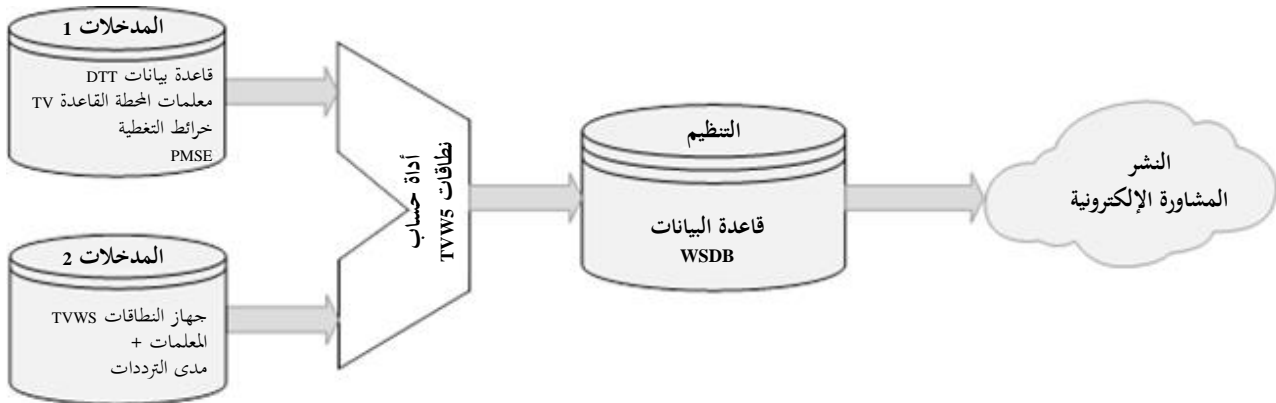 المدخلات 1
قاعدة بيانات DTT
معلمات المحطة القاعدة TV
خرائط التغطية
PMSE
المدخلات 2
جهاز النطاقات TVWS
المعلمات +
مدى الترددات
أداة حساب
نطاقات TVW5
التنظيم
قاعدة البيانات
WSDB
النشر
المشاورة الإلكترونية